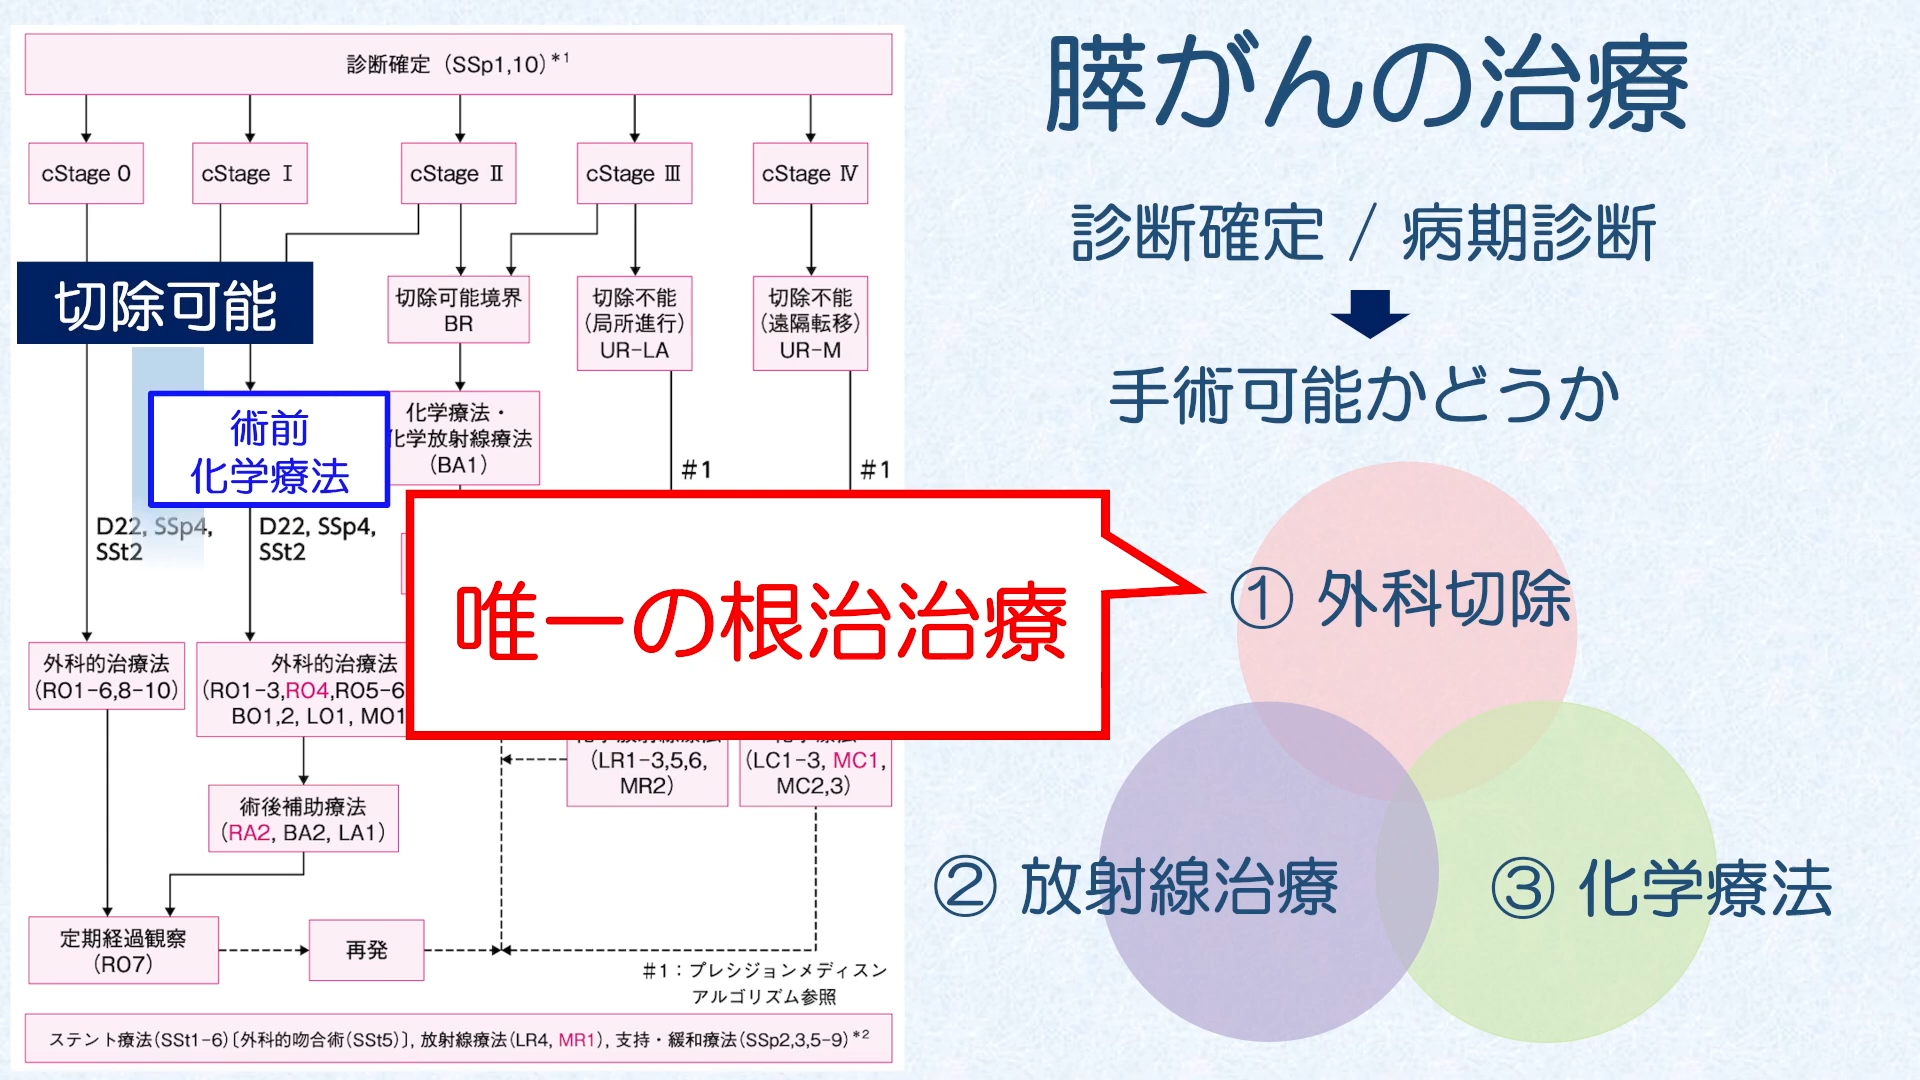 診断確定（SSp1,10）*1
cStage 0
cStage Ⅰ
cStage Ⅱ
cStage Ⅲ
cStage Ⅳ
切除可能
切除可能境界
BR
切除不能
（局所進行）
UR-LA
切除不能
（遠隔転移）
UR-M
術前
化学療法
化学療法・
化学放射線療法
（BA1）
#1
#1
D22, SSp4,
SSt2
D22, SSp4,
SSt2
唯一の根治治療
外科的治療法
（RO1-6,8-10）
外科的治療法
（RO1-3,RO4,RO5-6
BO1,2, LO1, MO1
（LR1-3,5,6,
MR2）
（LC1-3, MC1,
MC2,3）
術後補助療法
（RA2, BA2, LA1）
定期経過観察
（RO7）
再発
#1：プレシジョンメディスン
アルゴリズム参照
ステント療法（SSt1-6）〔外科的吻合術（SSt5）〕, 放射線療法（LR4, MR1）, 支持・緩和療法（SSp2,3,5-9）*2
膵がんの治療
診断確定 / 病期診断
手術可能かどうか
① 外科切除
② 放射線治療
③ 化学療法